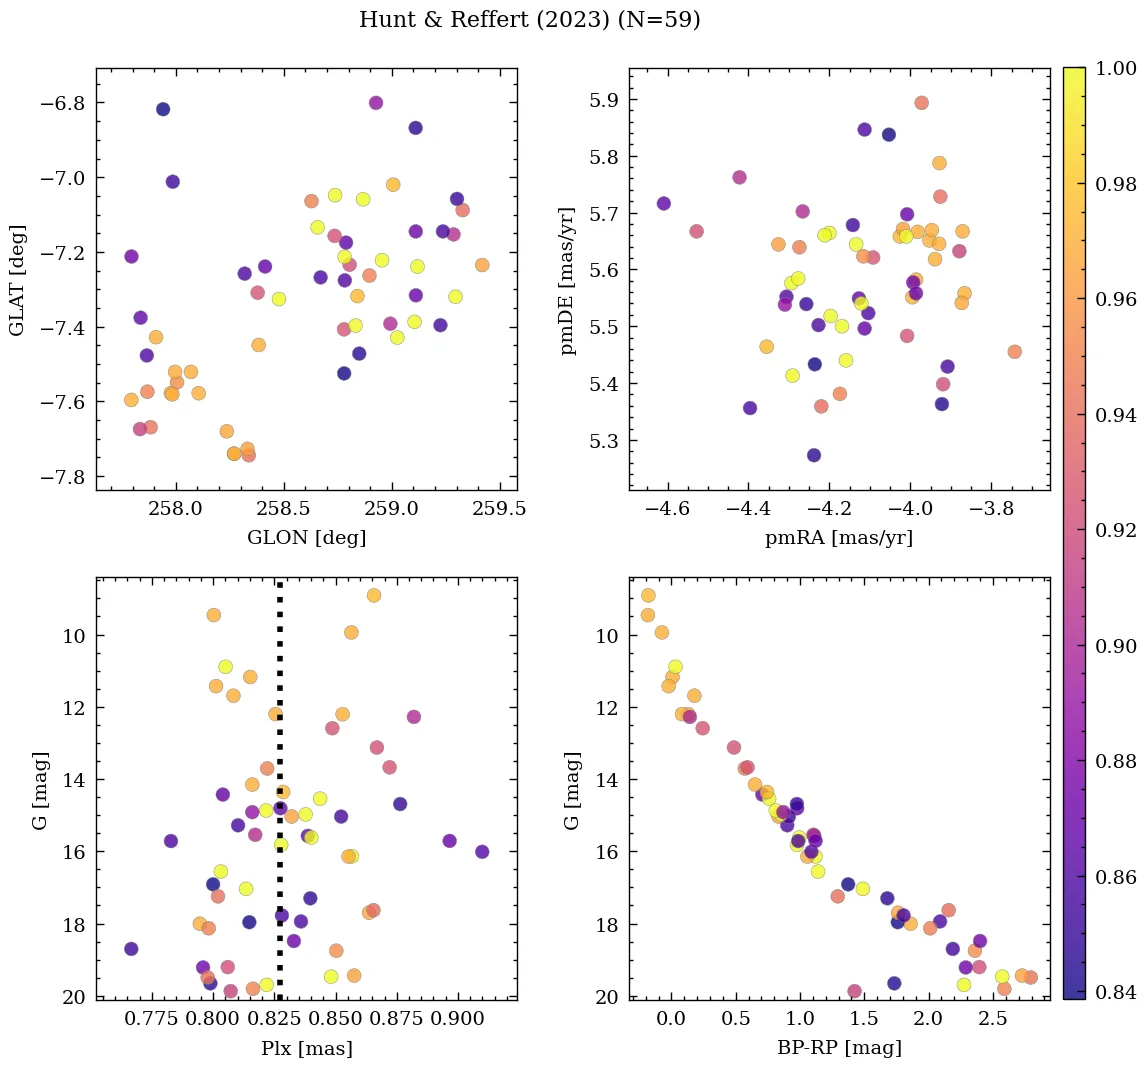 Hunt & Reffert (2023) (N=59)
−6.8
−7.0
−7.2
−7.4
−7.6
−7.8
GLAT [deg]
258.0 258.5 259.0 259.5
GLON [deg]
5.9
5.8
5.7
5.6
5.5
5.4
5.3
pmDE [mas/yr]
−4.6 −4.4 −4.2 −4.0 −3.8
pmRA [mas/yr]
10
12
14
16
18
20
G [mag]
0.775 0.800 0.825 0.850 0.875 0.900
Plx [mas]
10
12
14
16
18
20
G [mag]
0.0 0.5 1.0 1.5 2.0 2.5
BP-RP [mag]
1.00
0.98
0.96
0.94
0.92
0.90
0.88
0.86
0.84